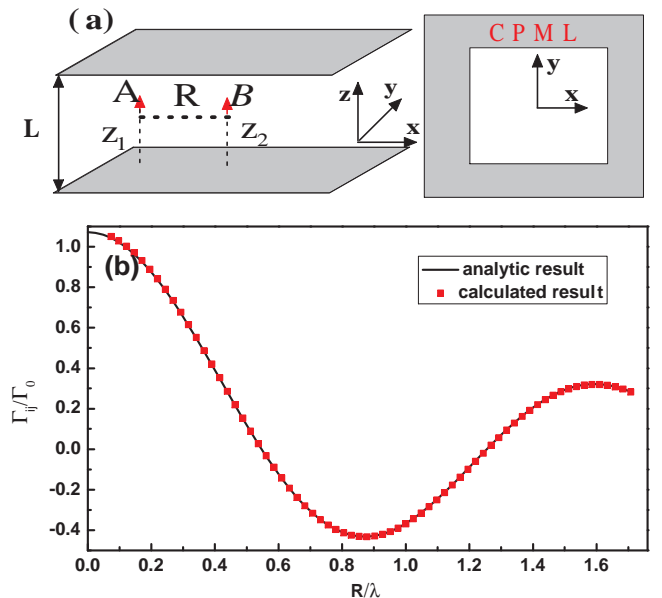 (a)
A R B
L
z₁ z₂
z
y
x
C P M L
y
x
(b)
analytic result
calculated result
1.0
0.8
0.6
0.4
0.2
0.0
-0.2
-0.4
Γij/Γ0
0.0 0.2 0.4 0.6 0.8 1.0 1.2 1.4 1.6
R/λ